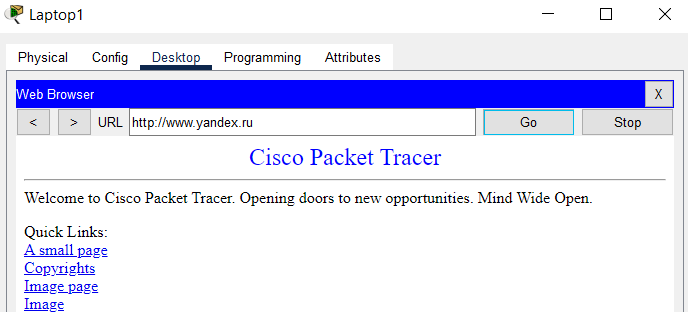 Laptop1
Physical Config Desktop Programming Attributes
Web Browser X
< > URL http://www.yandex.ru Go Stop
Cisco Packet Tracer
Welcome to Cisco Packet Tracer. Opening doors to new opportunities. Mind Wide Open.
Quick Links:
A small page
Copyrights
Image page
Image